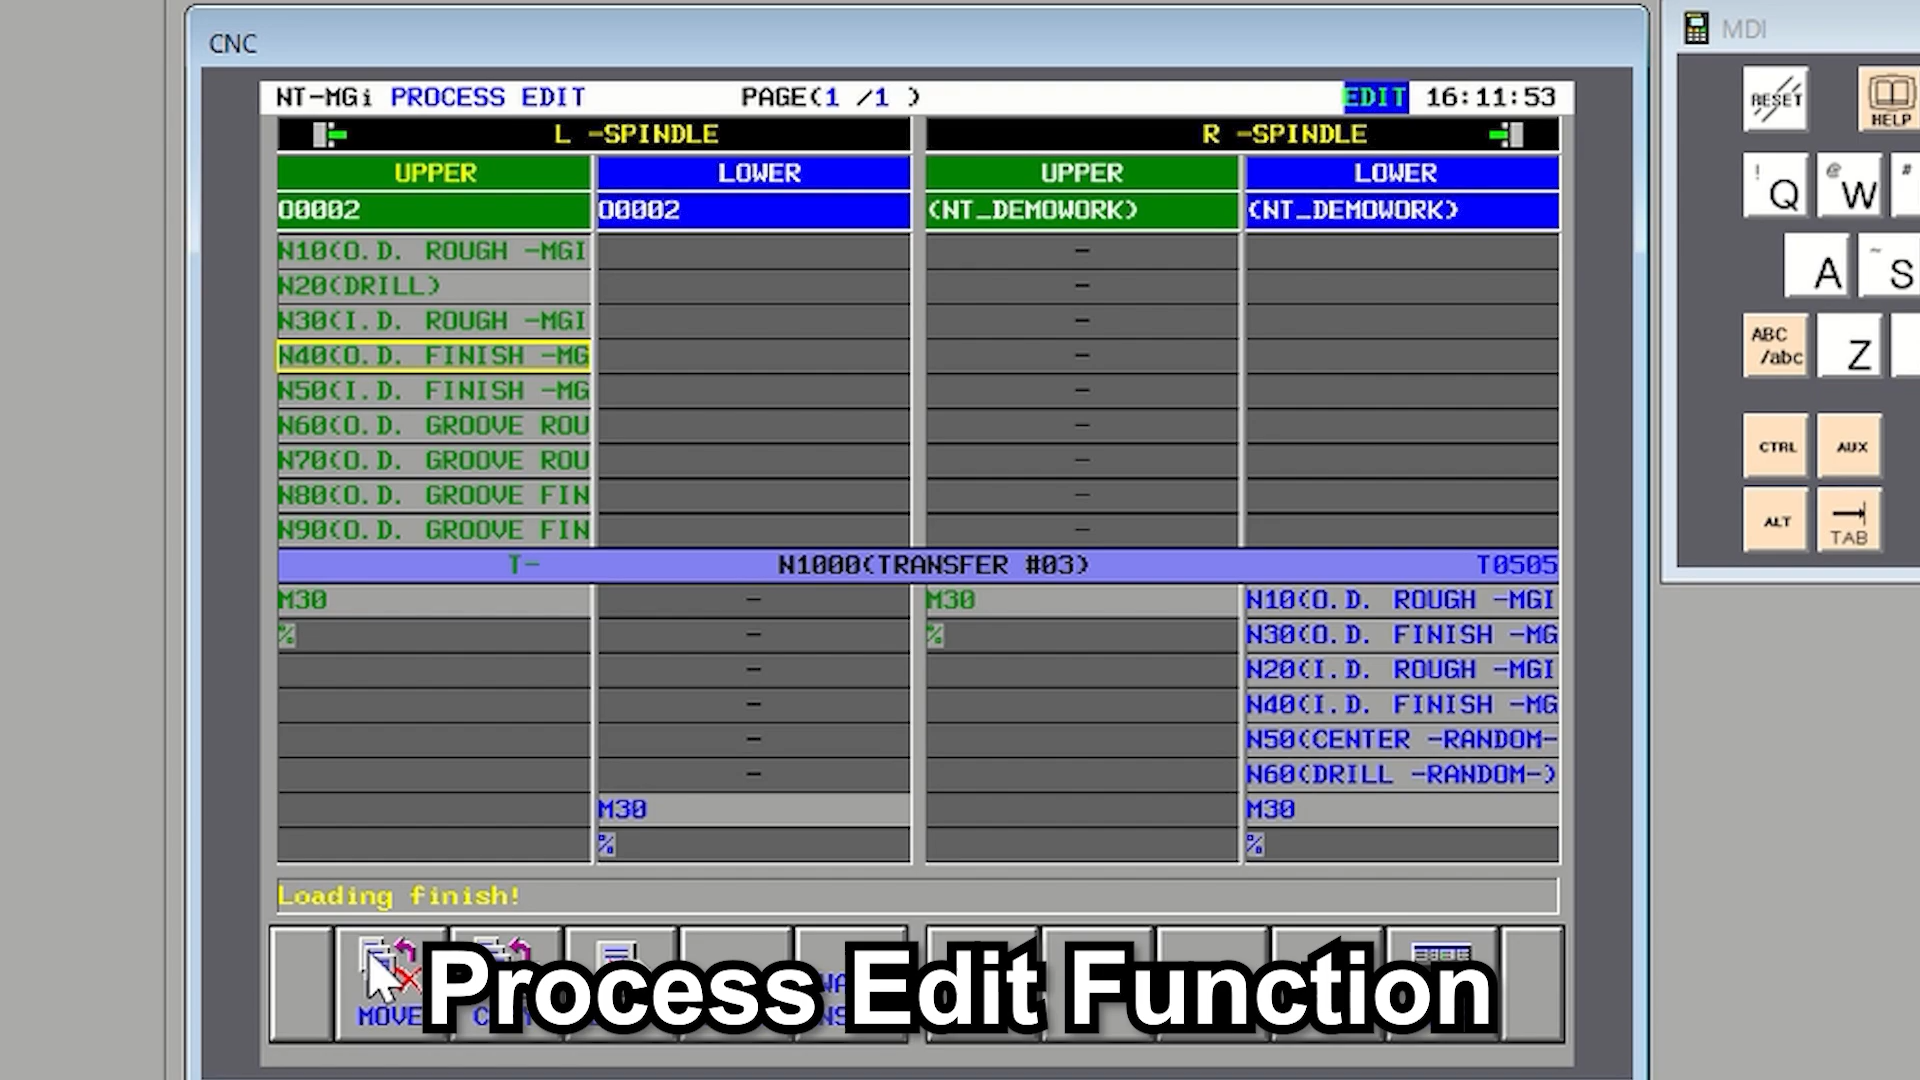 CNC
NT-MGi PROCESS EDIT PAGE(1 /1 ) EDIT 16:11:53
L -SPINDLE R -SPINDLE
UPPER LOWER UPPER LOWER
O0002 O0002 (NT_DEMOWORK) (NT_DEMOWORK)
N10(O.D. ROUGH -MGI -
N20(DRILL) -
N30(I.D. ROUGH -MGI -
N40(O.D. FINISH -MG -
N50(I.D. FINISH -MG -
N60(O.D. GROOVE ROU -
N70(O.D. GROOVE ROU -
N80(O.D. GROOVE FIN -
N90(O.D. GROOVE FIN -
T- N1000(TRANSFER #03) T0505
M30 - M30 N10(O.D. ROUGH -MGI
% - % N30(O.D. FINISH -MG
- N20(I.D. ROUGH -MGI
- N40(I.D. FINISH -MG
- N50(CENTER -RANDOM-
- N60(DRILL -RANDOM-)
M30 M30
% %
Loading finish!
MOVE
Process Edit Function
MDI
RESET HELP
! Q @ W #
A ~ S
ABC /abc Z
CTRL AUX
ALT TAB